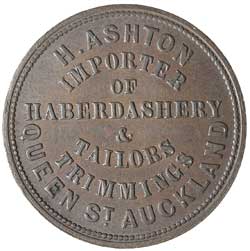 H. ASHTON
IMPORTER
OF
HABERDASHERY
&
TAILORS
TRIMMINGS
QUEEN ST AUCKLAND